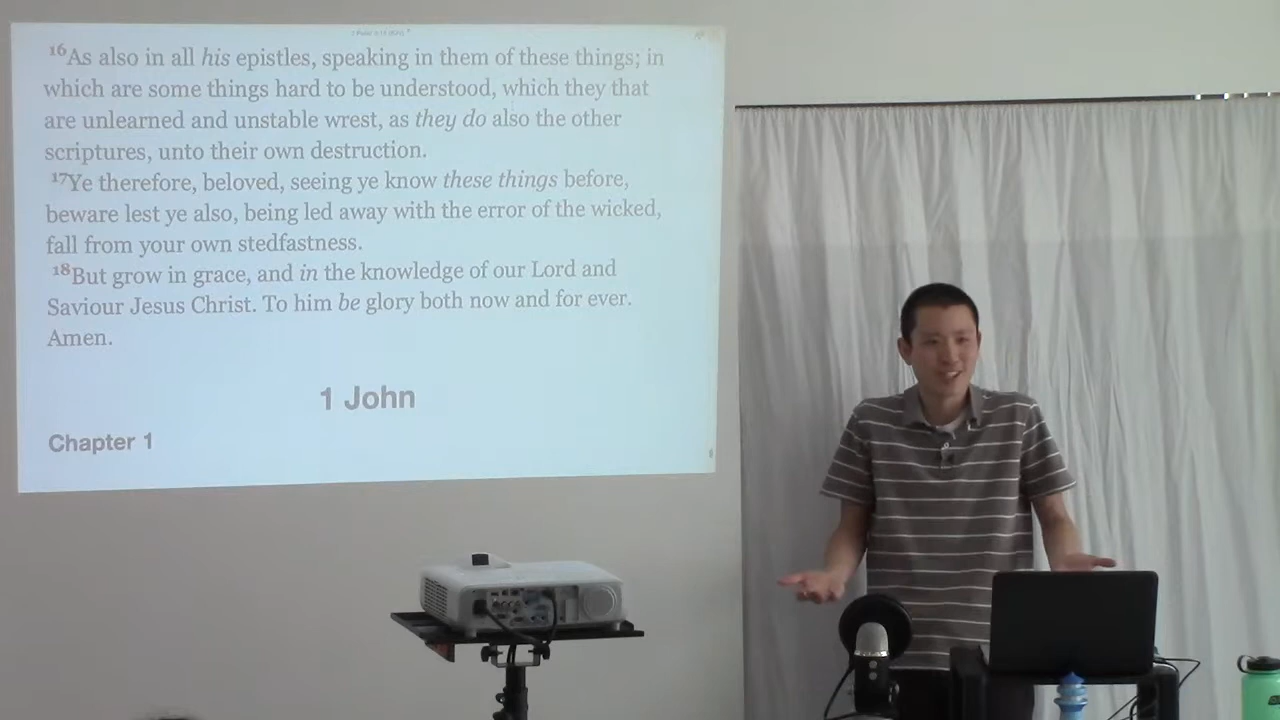 16As also in all his epistles, speaking in them of these things; in
which are some things hard to be understood, which they that
are unlearned and unstable wrest, as they do also the other
scriptures, unto their own destruction.
17Ye therefore, beloved, seeing ye know these things before,
beware lest ye also, being led away with the error of the wicked,
fall from your own stedfastness.
18But grow in grace, and in the knowledge of our Lord and
Saviour Jesus Christ. To him be glory both now and for ever.
Amen.
1 John
Chapter 1